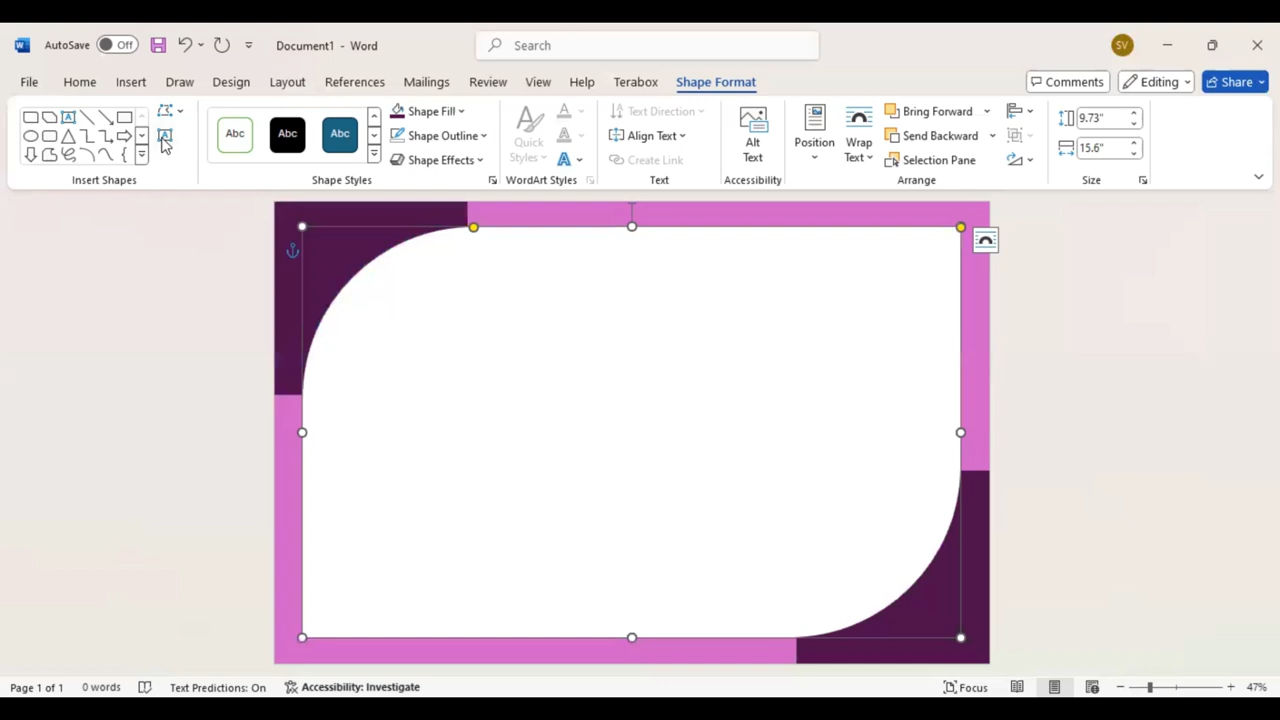 AutoSave Off Document1 - Word Search SV
File Home Insert Draw Design Layout References Mailings Review View Help Terabox Shape Format Comments Editing Share
Abc Abc Abc
Shape Fill
Shape Outline
Shape Effects
Quick
Styles
Text Direction
Align Text
Create Link
Alt
Text
Position
Wrap
Text
Bring Forward
Send Backward
Selection Pane
9.73"
15.6"
Insert Shapes Shape Styles WordArt Styles Text Accessibility Arrange Size
Page 1 of 1 0 words Text Predictions: On Accessibility: Investigate Focus 47%